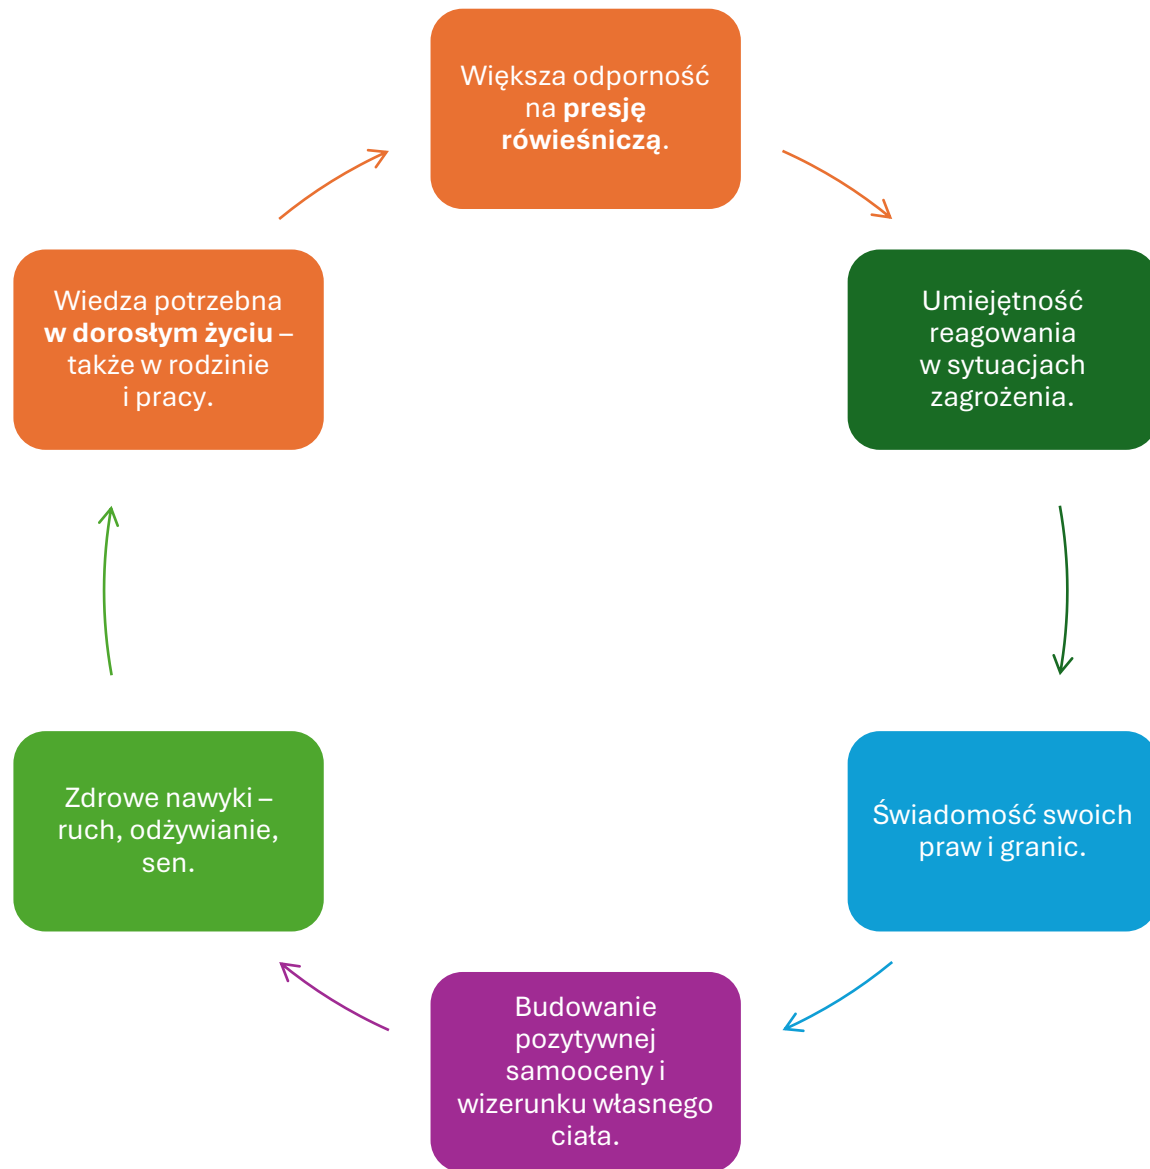 Większa odporność
na presję
rówieśniczą.
Umiejętność
reagowania
w sytuacjach
zagrożenia.
Świadomość swoich
praw i granic.
Budowanie
pozytywnej
samooceny i
wizerunku własnego
ciała.
Zdrowe nawyki –
ruch, odżywianie,
sen.
Wiedza potrzebna
w dorosłym życiu –
także w rodzinie
i pracy.